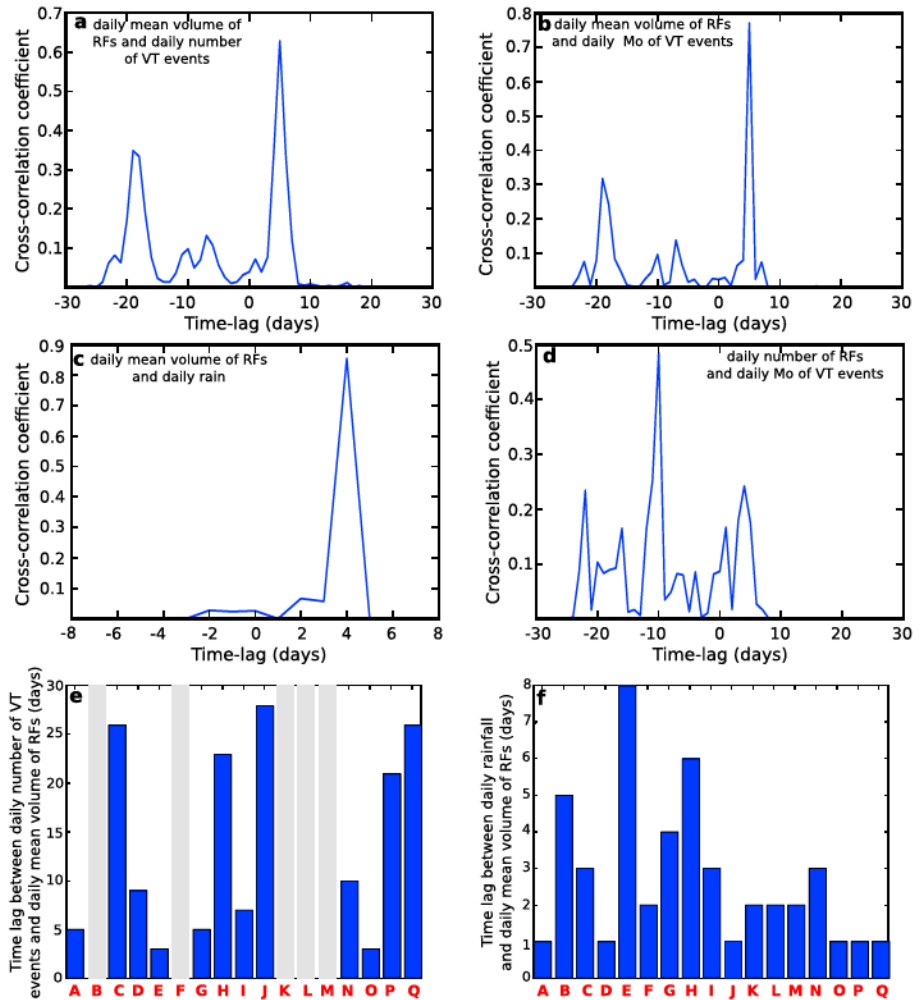 a
daily mean volume of
RFs and daily number
of VT events
Cross-correlation coefficient
0.7
0.6
0.5
0.4
0.3
0.2
0.1
-30 -20 -10 0 10 20 30
Time-lag (days)
b
daily mean volume of RFs
and daily Mo of VT events
Cross-correlation coefficient
0.8
0.7
0.6
0.5
0.4
0.3
0.2
0.1
-30 -20 -10 0 10 20 30
Time-lag (days)
c
daily mean volume of RFs
and daily rain
Cross-correlation coefficient
0.9
0.8
0.7
0.6
0.5
0.4
0.3
0.2
0.1
-8 -6 -4 -2 0 2 4 6 8
Time-lag (days)
d
daily number of RFs
and daily Mo of VT events
Cross-correlation coefficient
0.5
0.4
0.3
0.2
0.1
-30 -20 -10 0 10 20 30
Time-lag (days)
e
Time lag between daily number of VT
events and daily mean volume of RFs (days)
30
25
20
15
10
5
0
A B C D E F G H I J K L M N O P Q
f
Time lag between daily rainfall
and daily mean volume of RFs (days)
8
7
6
5
4
3
2
1
0
A B C D E F G H I J K L M N O P Q